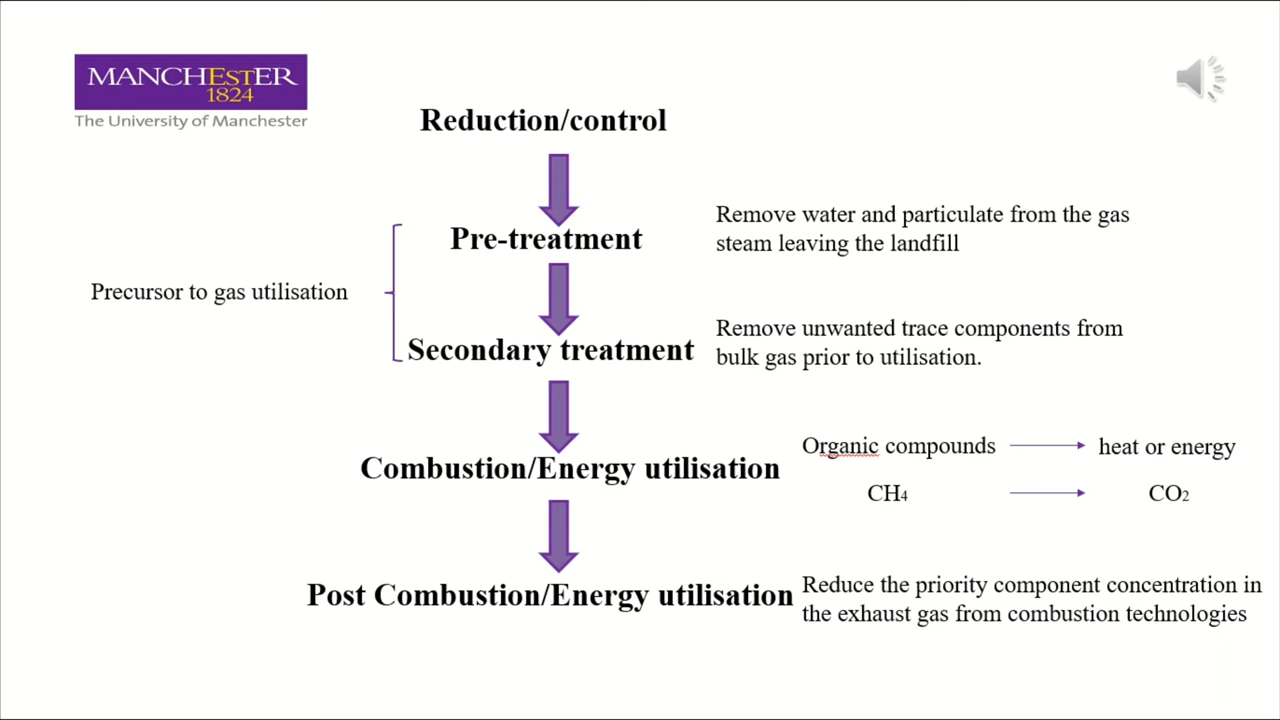 MANCHEstER
1824
The University of Manchester
Reduction/control
Pre-treatment
Remove water and particulate from the gas
steam leaving the landfill
Precursor to gas utilisation
Secondary treatment
Remove unwanted trace components from
bulk gas prior to utilisation.
Combustion/Energy utilisation
Organic compounds heat or energy
CH4 CO2
Post Combustion/Energy utilisation
Reduce the priority component concentration in
the exhaust gas from combustion technologies